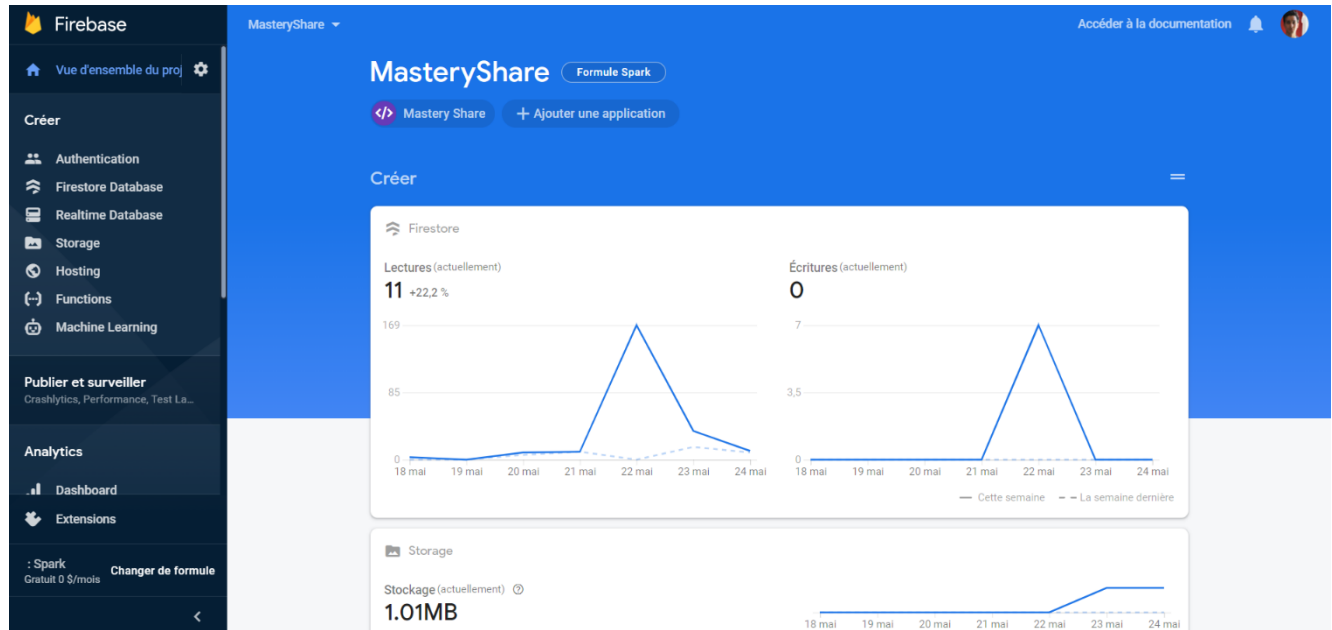 Firebase
MasteryShare
Accéder à la documentation
Vue d'ensemble du proj
Créer
Authentication
Firestore Database
Realtime Database
Storage
Hosting
Functions
Machine Learning
Publier et surveiller
Crashlytics, Performance, Test La...
Analytics
Dashboard
Extensions
: Spark
Gratuit 0 $/mois
Changer de formule
MasteryShare Formule Spark
</> Mastery Share + Ajouter une application
Créer
Firestore
Lectures (actuellement)
11 +22,2 %
169
85
0
18 mai 19 mai 20 mai 21 mai 22 mai 23 mai 24 mai
Écritures (actuellement)
0
7
3,5
0
18 mai 19 mai 20 mai 21 mai 22 mai 23 mai 24 mai
Cette semaine La semaine dernière
Storage
Stockage (actuellement)
1.01MB
18 mai 19 mai 20 mai 21 mai 22 mai 23 mai 24 mai